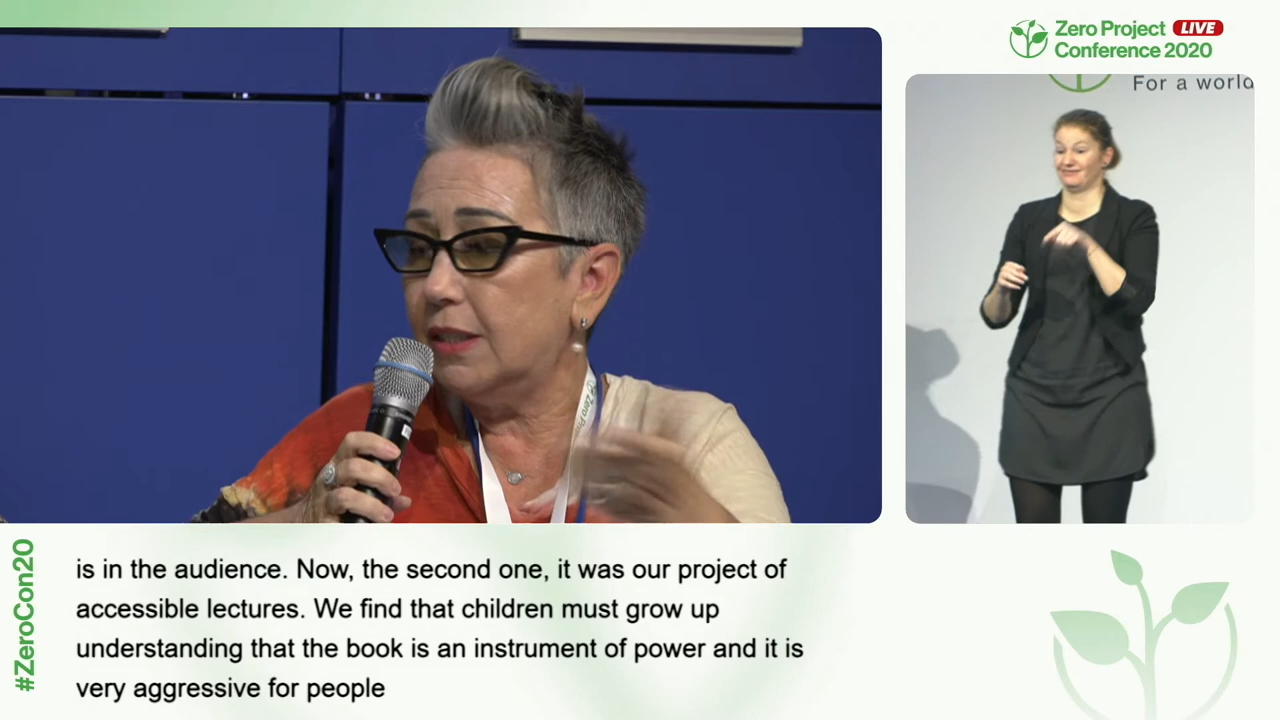 Zero Project LIVE
Conference 2020
For a world
Zero Pr
#ZeroCon20
is in the audience. Now, the second one, it was our project of
accessible lectures. We find that children must grow up
understanding that the book is an instrument of power and it is
very aggressive for people